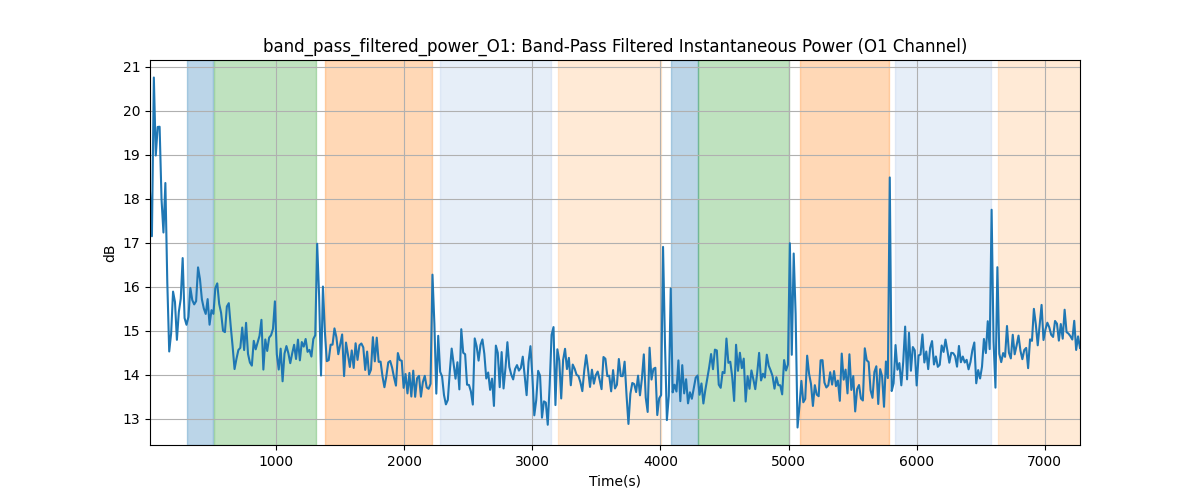 band_pass_filtered_power_O1: Band-Pass Filtered Instantaneous Power (O1 Channel)
21
20
19
18
17
16
15
14
13
dB
1000 2000 3000 4000 5000 6000 7000
Time(s)